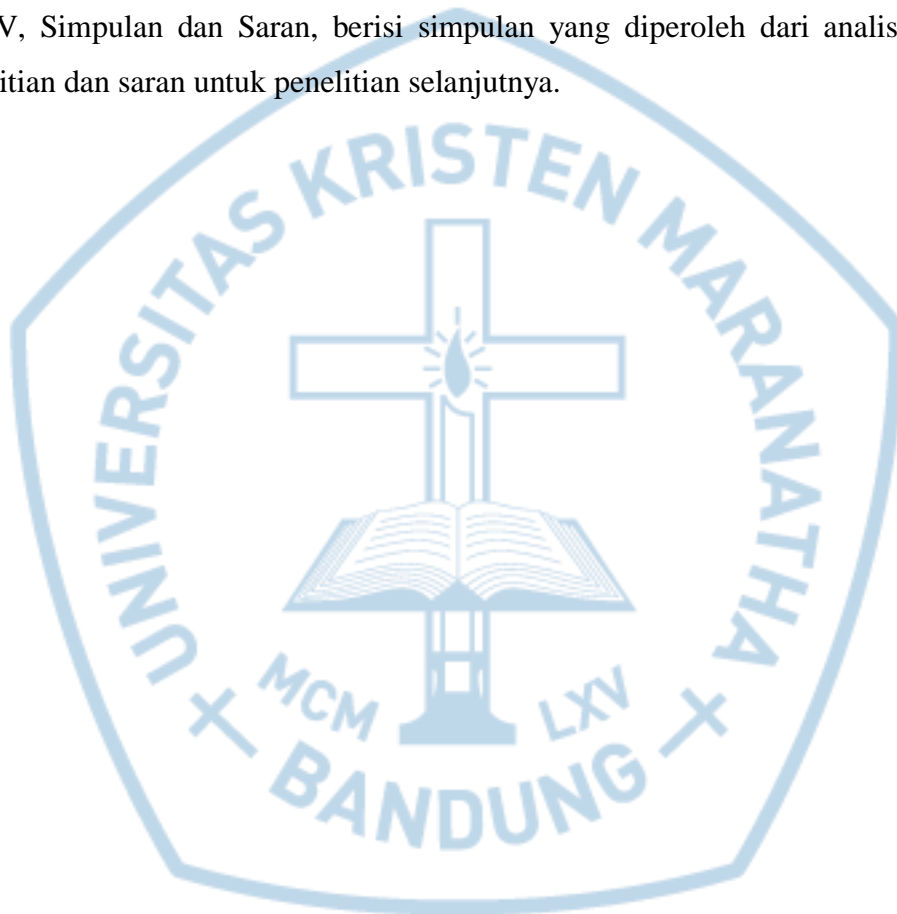 V, Simpulan dan Saran, berisi simpulan yang diperoleh dari analis
itian dan saran untuk penelitian selanjutnya.
UNIVERSITAS KRISTEN MARANATHA
MCM LXV
BANDUNG